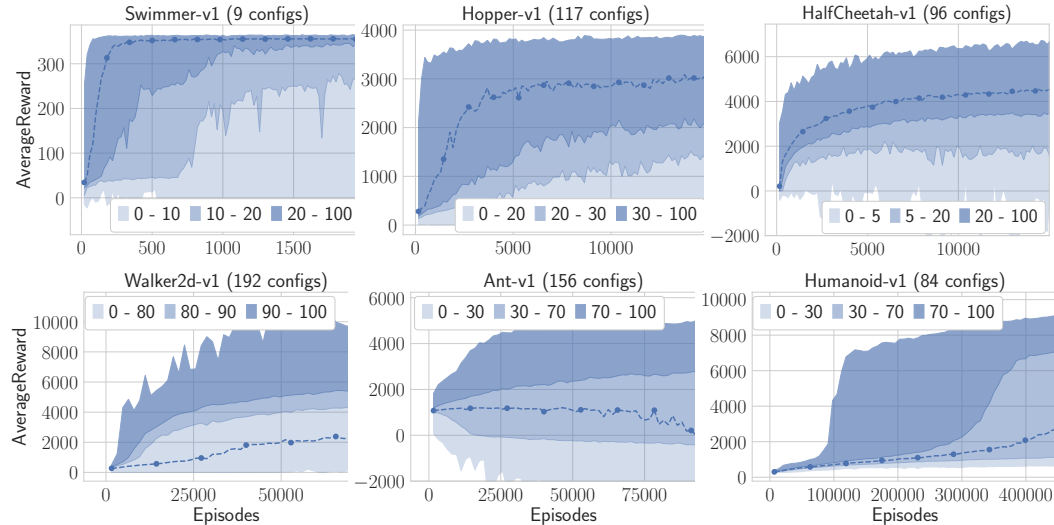 Swimmer-v1 (9 configs)
Hopper-v1 (117 configs)
HalfCheetah-v1 (96 configs)
AverageReward
300
200
100
0
0 - 10
10 - 20
20 - 100
0
500
1000
1500
4000
3000
2000
1000
0
0 - 20
20 - 30
30 - 100
5000
10000
6000
4000
2000
0
−2000
0 - 5
5 - 20
20 - 100
5000
10000
Walker2d-v1 (192 configs)
Ant-v1 (156 configs)
Humanoid-v1 (84 configs)
AverageReward
10000
8000
6000
4000
2000
0
0 - 80
80 - 90
90 - 100
0
25000
50000
Episodes
6000
4000
2000
0
−2000
0 - 30
30 - 70
70 - 100
0
25000
50000
75000
Episodes
10000
8000
6000
4000
2000
0
0 - 30
30 - 70
70 - 100
0
100000
200000
300000
400000
Episodes